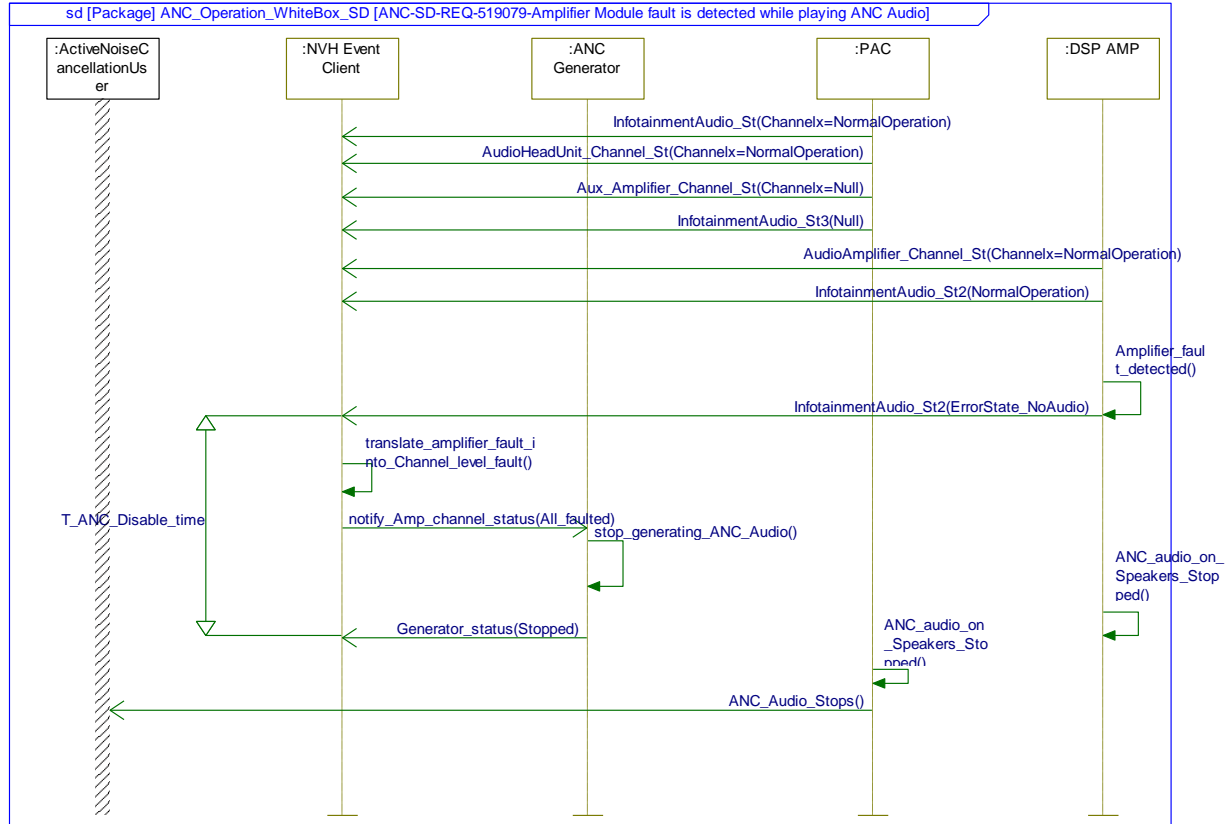 sd [Package] ANC_Operation_WhiteBox_SD [ANC-SD-REQ-519079-Amplifier Module fault is detected while playing ANC Audio]
:ActiveNoiseC
ancellationUs
er
:NVH Event
Client
:ANC
Generator
:PAC
:DSP AMP
InfotainmentAudio_St(Channelx=NormalOperation)
AudioHeadUnit_Channel_St(Channelx=NormalOperation)
Aux_Amplifier_Channel_St(Channelx=Null)
InfotainmentAudio_St3(Null)
AudioAmplifier_Channel_St(Channelx=NormalOperation)
InfotainmentAudio_St2(NormalOperation)
Amplifier_faul
t_detected()
InfotainmentAudio_St2(ErrorState_NoAudio)
translate_amplifier_fault_i
nto_Channel_level_fault()
T_ANC_Disable_time
notify_Amp_channel_status(All_faulted)
stop_generating_ANC_Audio()
ANC_audio_on_
Speakers_Stop
ped()
Generator_status(Stopped)
ANC_audio_on
_Speakers_Sto
pped()
ANC_Audio_Stops()